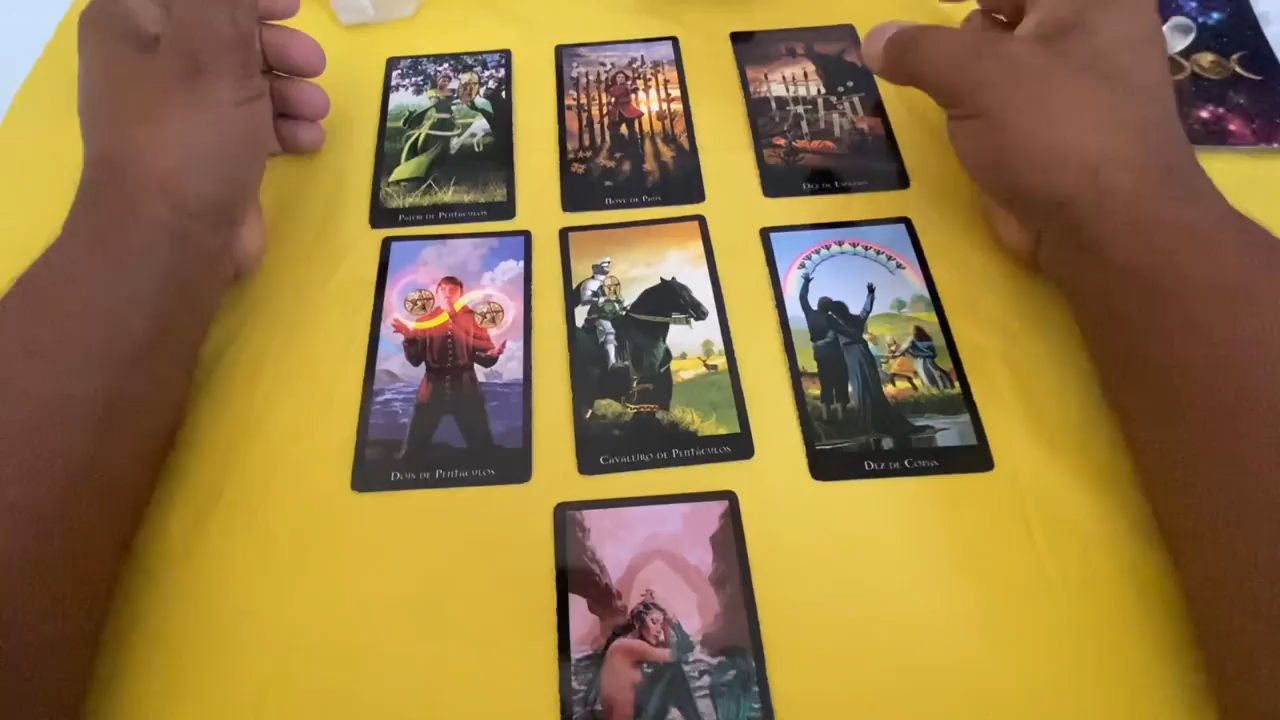 Pajem de Pentáculos
Nove de Paus
Dez de Espadas
Dois de Pentáculos
Cavaleiro de Pentáculos
Dez de Copas